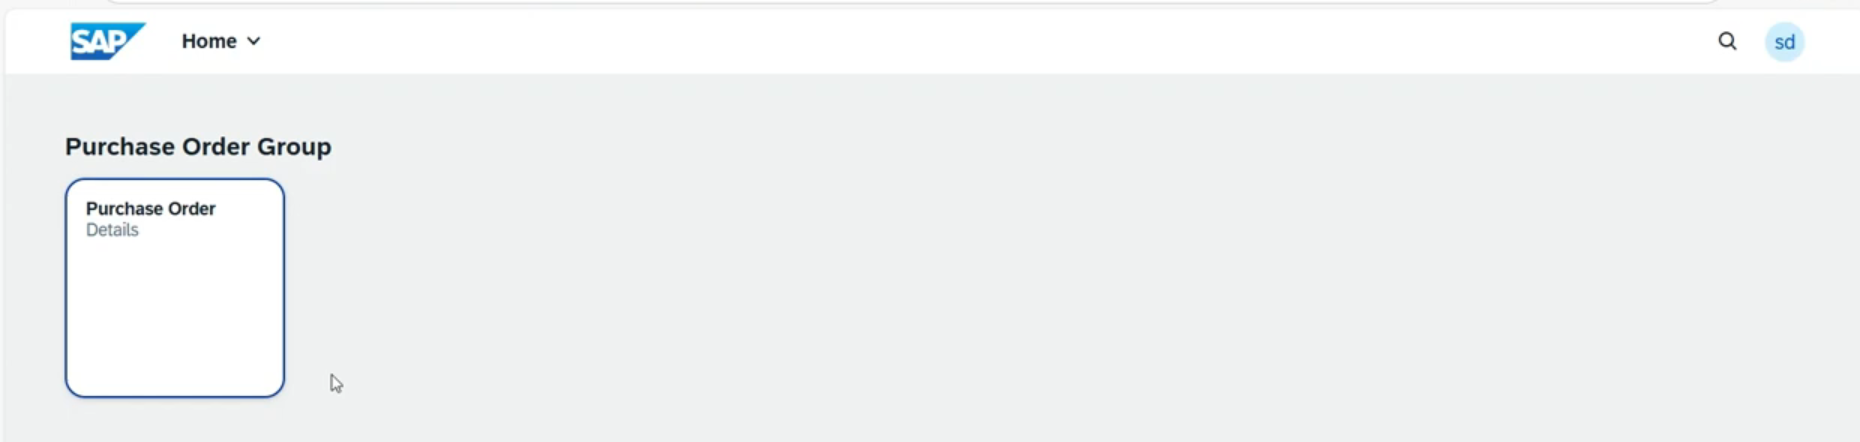 SAP Home
sd
Purchase Order Group
Purchase Order
Details